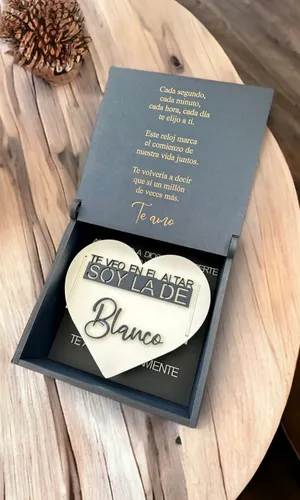 Cada segundo,
cada minuto,
cada hora, cada día
te elijo a ti.
Este reloj marca
el comienzo de
nuestra vida juntos.
Te volvería a decir
que sí un millón
de veces más.
Te amo
TE VEO EN EL ALTAR
SOY LA DE
Blanco